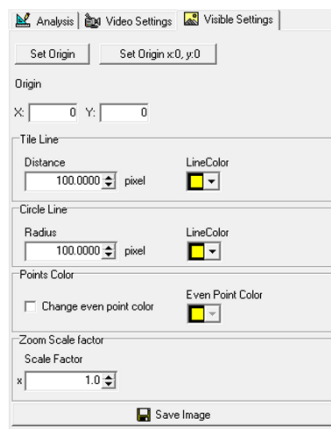 Analysis Video Settings Visible Settings
Set Origin Set Origin x:0, y:0
Origin
X: 0 Y: 0
Tile Line
Distance LineColor
100.0000 pixel
Circle Line
Radius LineColor
100.0000 pixel
Points Color
Even Point Color
Change even point color
Zoom Scale factor
Scale Factor
x 1.0
Save Image